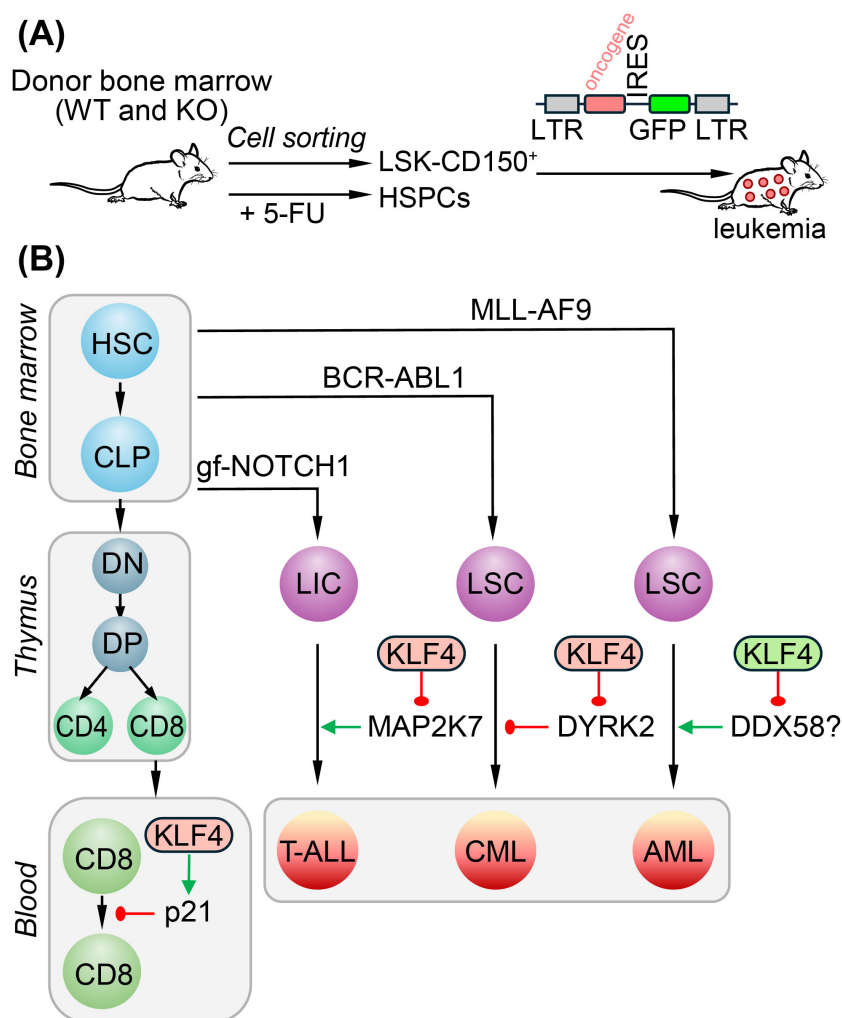 (A)
Donor bone marrow
(WT and KO)
Cell sorting
+ 5-FU
LSK-CD150+
HSPCs
oncogene
IRES
LTR
GFP
LTR
leukemia
(B)
Bone marrow
HSC
CLP
MLL-AF9
BCR-ABL1
gf-NOTCH1
Thymus
DN
DP
CD4
CD8
LIC
LSC
LSC
KLF4
KLF4
KLF4
MAP2K7
DYRK2
DDX58?
Blood
CD8
KLF4
p21
CD8
T-ALL
CML
AML